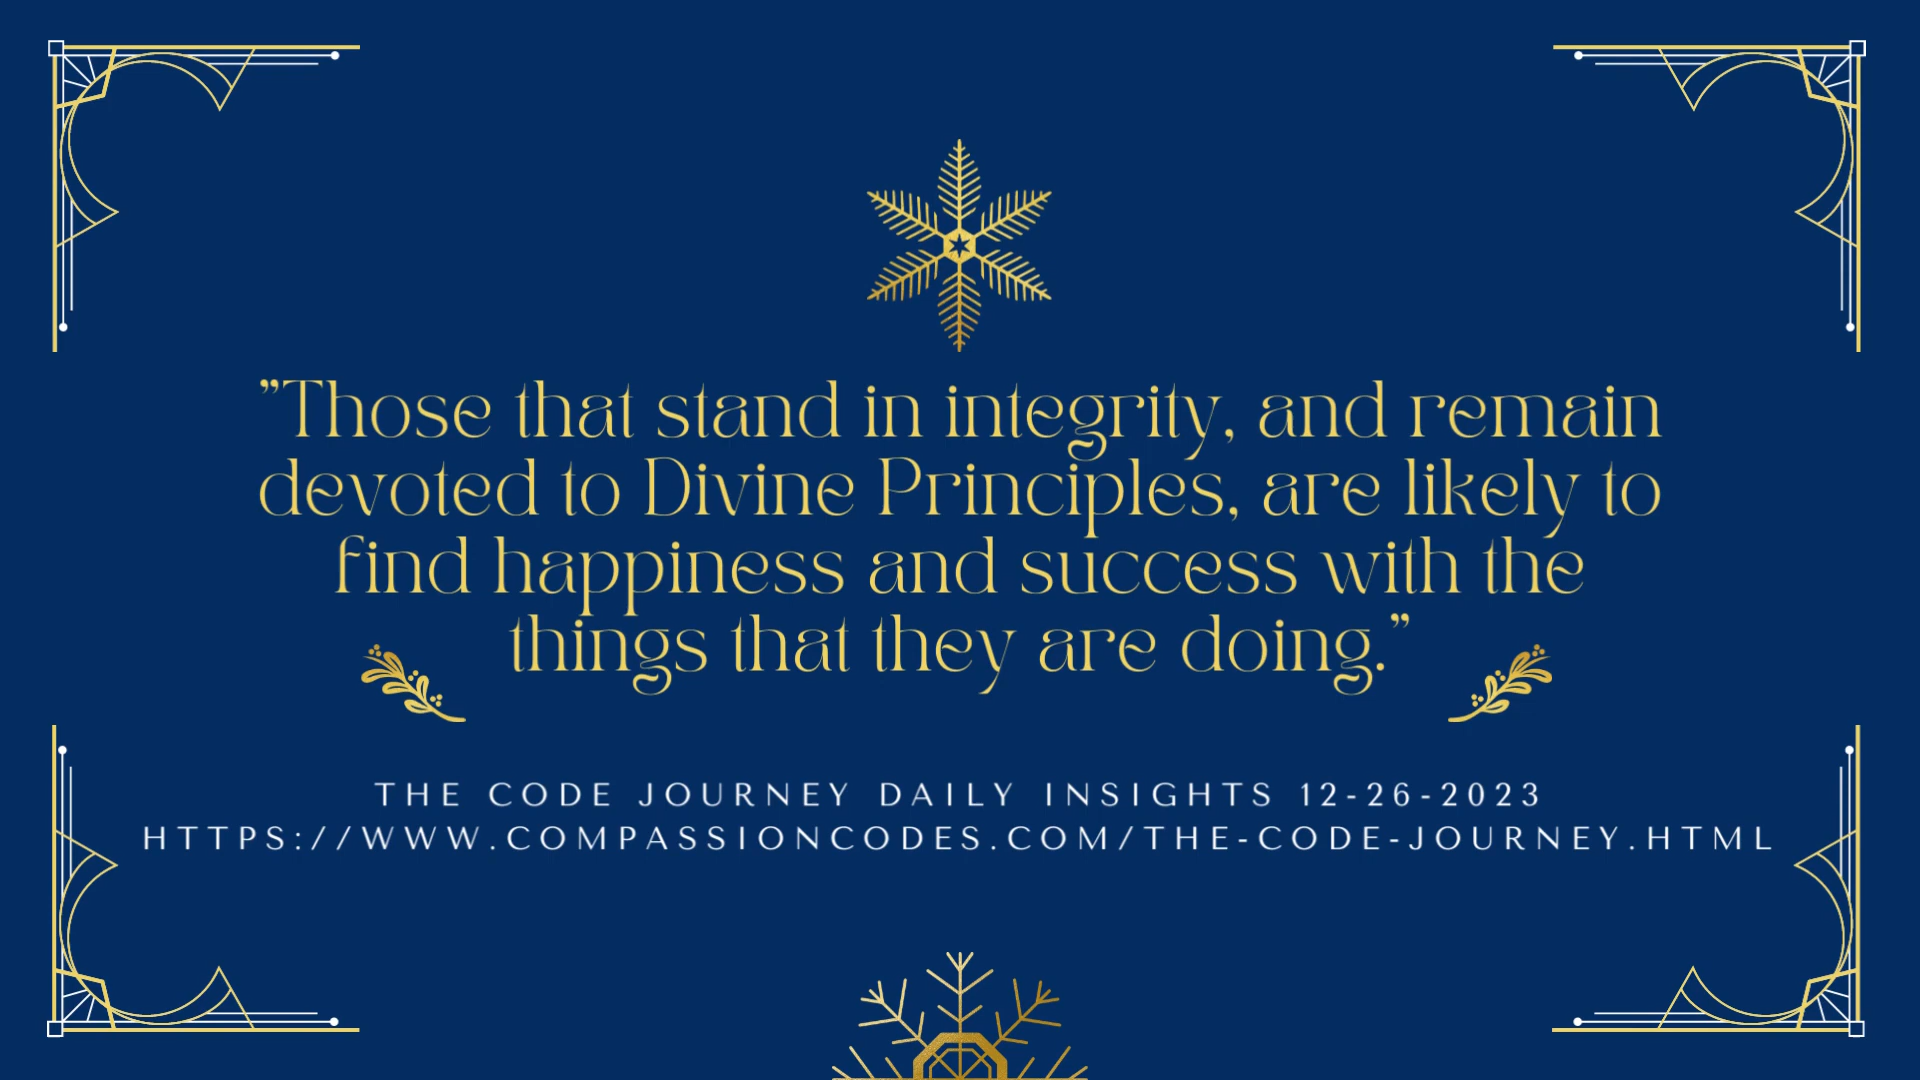 ”Those that stand in integrity, and remain
devoted to Divine Principles, are likely to
find happiness and success with the
things that they are doing.”
THE CODE JOURNEY DAILY INSIGHTS 12-26-2023
HTTPS://WWW.COMPASSIONCODES.COM/THE-CODE-JOURNEY.HTML